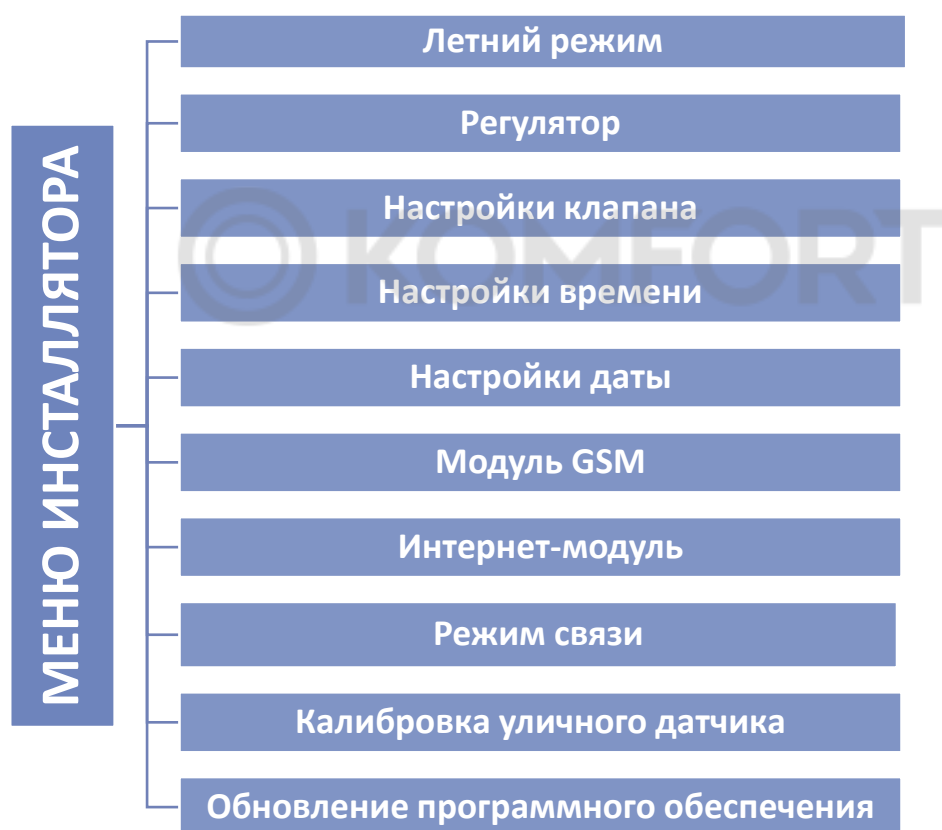 МЕНЮ ИНСТАЛЛЯТОРА
Летний режим
Регулятор
Настройки клапана
KOMFORT
Настройки времени
Настройки даты
Модуль GSM
Интернет-модуль
Режим связи
Калибровка уличного датчика
Обновление программного обеспечения